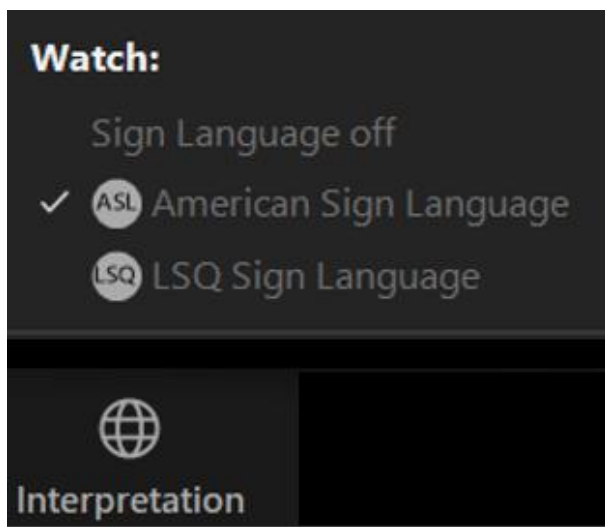 Watch:
Sign Language off
ASL American Sign Language
LSQ LSQ Sign Language
Interpretation